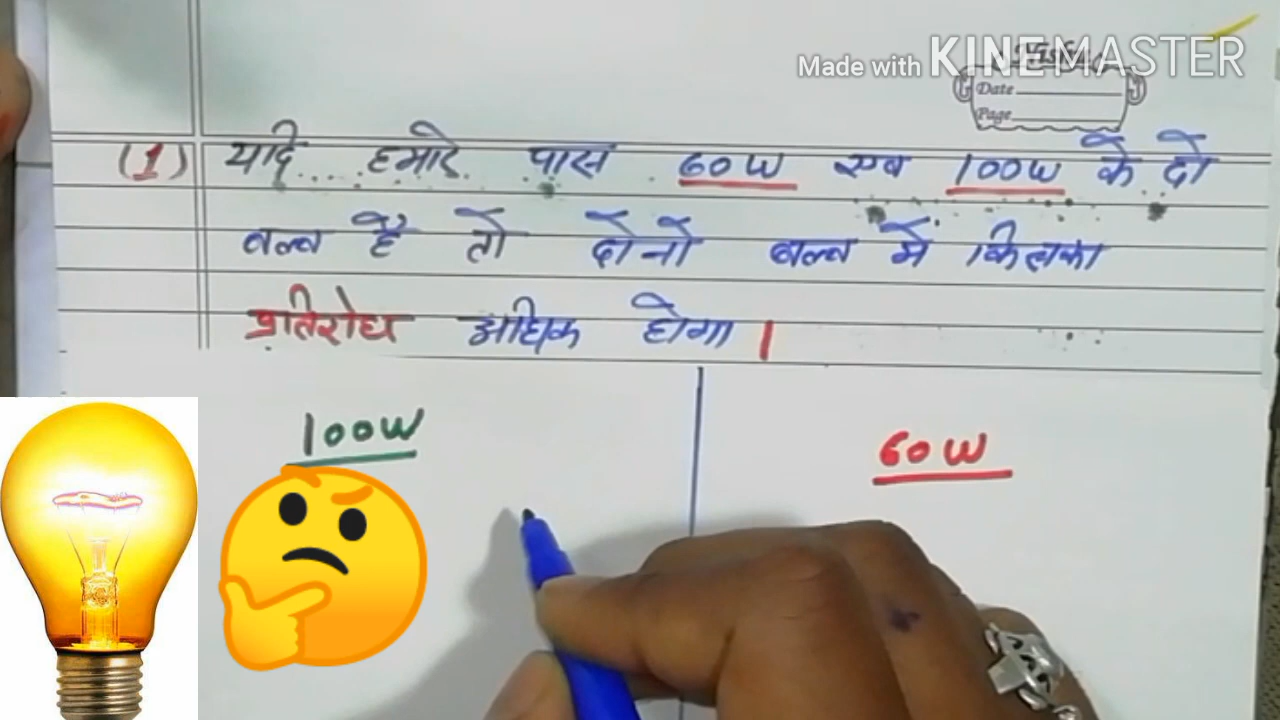 Made with KINEMASTER
Date
Page
(1) यदि हमारे पास 60W एव 100W के दो
बल्ब है तो दोनो बल्ब में किसका
प्रतिरोध अधिक होगा |
100W
60W